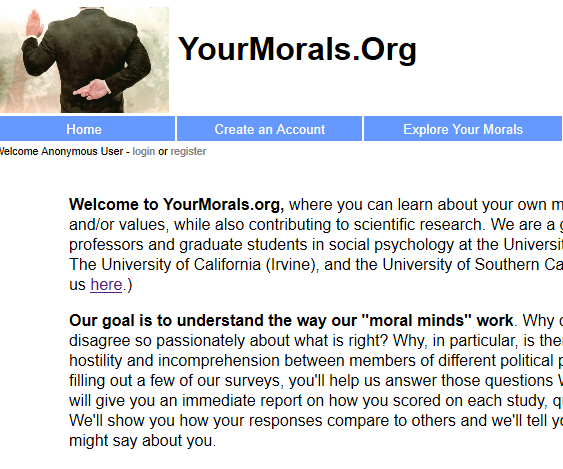 YourMorals.Org
Home Create an Account Explore Your Morals
Welcome Anonymous User - login or register
Welcome to YourMorals.org, where you can learn about your own
and/or values, while also contributing to scientific research. We are a
professors and graduate students in social psychology at the
The University of California (Irvine), and the University of Southern
us here.)
Our goal is to understand the way our "moral minds" work. Why
disagree so passionately about what is right? Why, in particular, is
hostility and incomprehension between members of different political
filling out a few of our surveys, you'll help us answer those questions
will give you an immediate report on how you scored on each study,
We'll show you how your responses compare to others and we'll tell
might say about you.